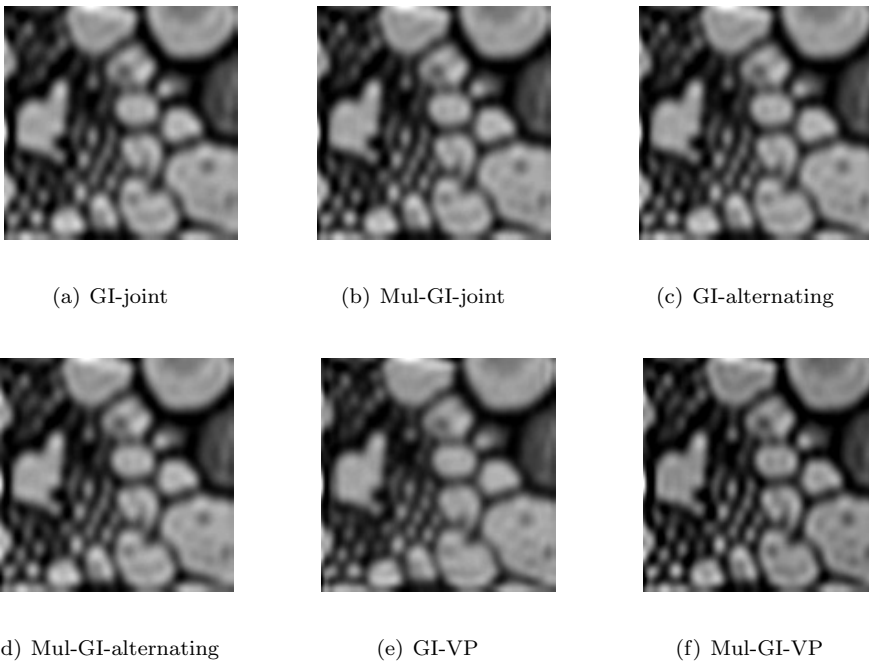 (a) GI-joint
(b) Mul-GI-joint
(c) GI-alternating
d) Mul-GI-alternating
(e) GI-VP
(f) Mul-GI-VP